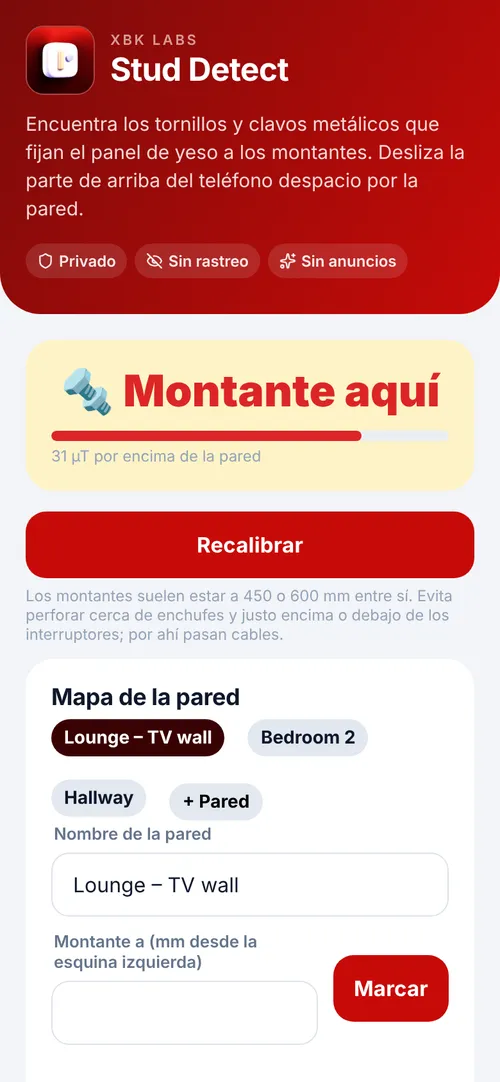 XBK LABS
Stud Detect
Encuentra los tornillos y clavos metálicos que
fijan el panel de yeso a los montantes. Desliza la
parte de arriba del teléfono despacio por la
pared.
Privado
Sin rastreo
Sin anuncios
Montante aquí
31 µT por encima de la pared
Recalibrar
Los montantes suelen estar a 450 o 600 mm entre sí. Evita
perforar cerca de enchufes y justo encima o debajo de los
interruptores; por ahí pasan cables.
Mapa de la pared
Lounge – TV wall
Bedroom 2
Hallway
+ Pared
Nombre de la pared
Lounge – TV wall
Montante a (mm desde la
esquina izquierda)
Marcar